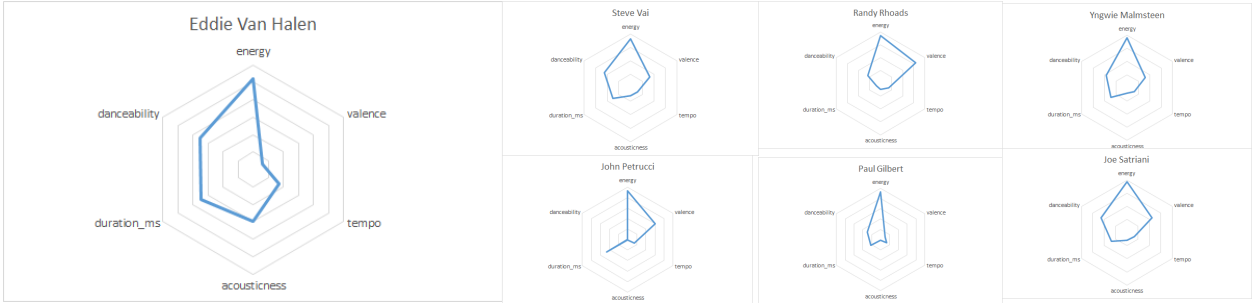 Eddie Van Halen
energy
danceability
valence
duration_ms
tempo
acousticness
Steve Vai
energy
danceability
valence
duration_ms
tempo
acousticness
Randy Rhoads
energy
danceability
valence
duration_ms
tempo
acousticness
Yngwie Malmsteen
energy
danceability
valence
duration_ms
tempo
acousticness
John Petrucci
energy
danceability
valence
duration_ms
tempo
acousticness
Paul Gilbert
energy
danceability
valence
duration_ms
tempo
acousticness
Joe Satriani
energy
danceability
valence
duration_ms
tempo
acousticness